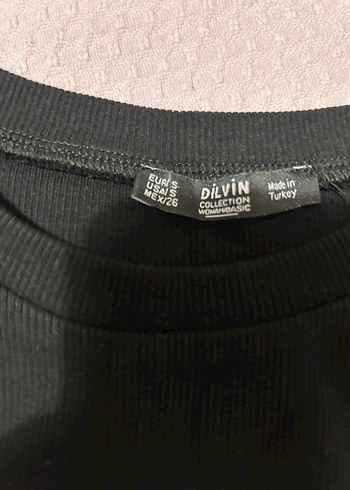 EUR/S
USA/S
MEX/26
DİLVİN
COLLECTION
WOMAN/BASIC
Made in
Turkey